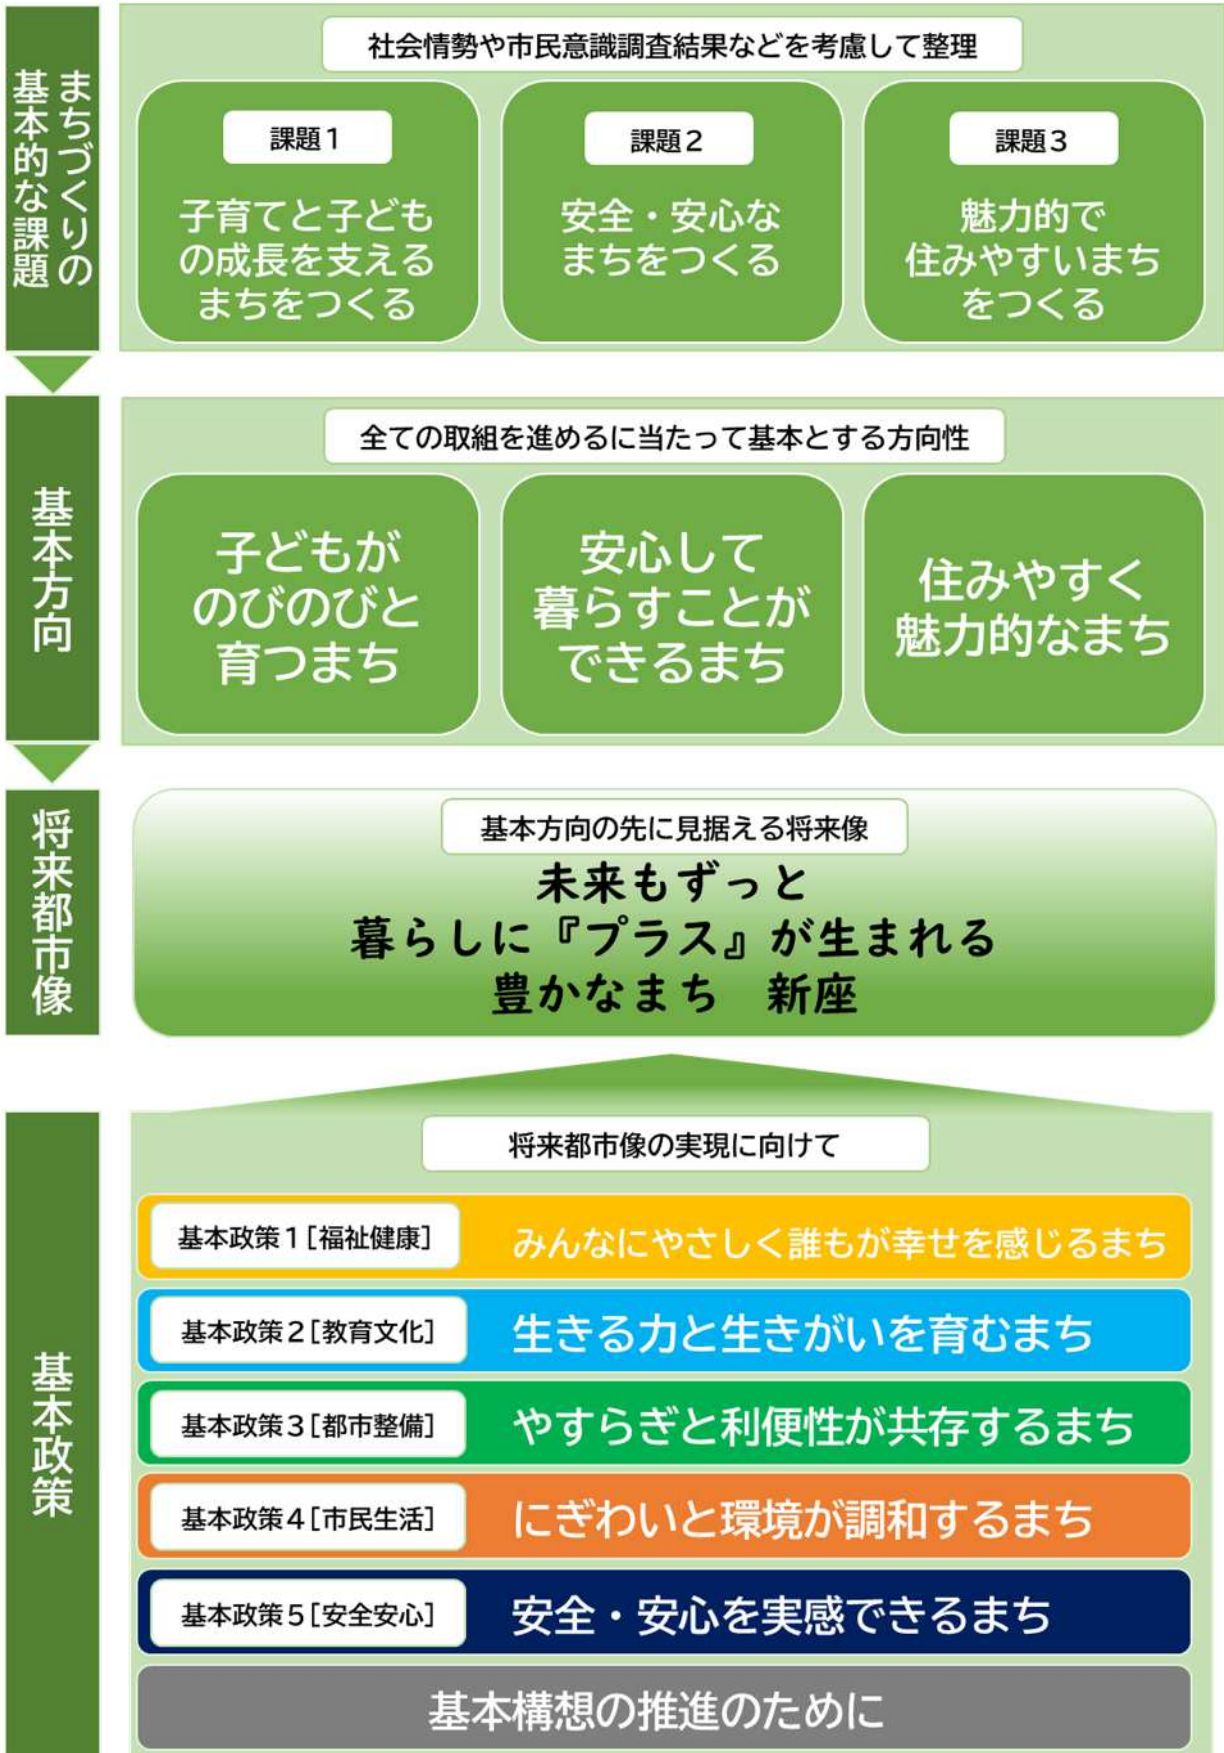 まちづくりの
基本的な課題
社会情勢や市民意識調査結果などを考慮して整理
課題1
子育てと子ども
の成長を支える
まちをつくる
課題2
安全・安心な
まちをつくる
課題3
魅力的で
住みやすいまち
をつくる
基本方向
全ての取組を進めるに当たって基本とする方向性
子どもが
のびのびと
育つまち
安心して
暮らすことが
できるまち
住みやすく
魅力的なまち
将来都市像
基本方向の先に見据える将来像
未来もずっと
暮らしに『プラス』が生まれる
豊かなまち　新座
基本政策
将来都市像の実現に向けて
基本政策1[福祉健康]　みんなにやさしく誰もが幸せを感じるまち
基本政策2[教育文化]　生きる力と生きがいを育むまち
基本政策3[都市整備]　やすらぎと利便性が共存するまち
基本政策4[市民生活]　にぎわいと環境が調和するまち
基本政策5[安全安心]　安全・安心を実感できるまち
基本構想の推進のために